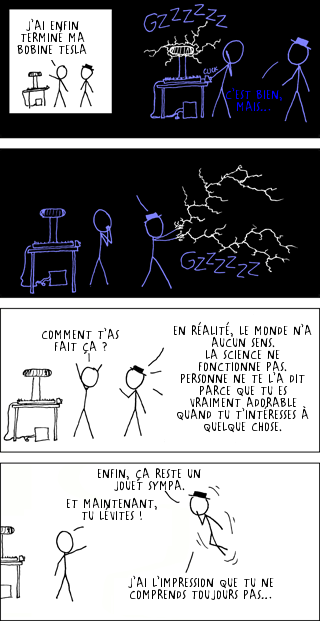 J'AI ENFIN
TERMINÉ MA
BOBINE TESLA
GZZZZZZ
CLICK
C'EST BIEN,
MAIS...
GZZZZZZ
COMMENT T'AS
FAIT ÇA ?
EN RÉALITÉ, LE MONDE N'A
AUCUN SENS.
LA SCIENCE NE
FONCTIONNE PAS.
PERSONNE NE TE L'A DIT
PARCE QUE TU ES
VRAIMENT ADORABLE
QUAND TU T'INTÉRESSES À
QUELQUE CHOSE.
ENFIN, ÇA RESTE UN
JOUET SYMPA.
ET MAINTENANT,
TU LÉVITES !
J'AI L'IMPRESSION QUE TU NE
COMPRENDS TOUJOURS PAS...